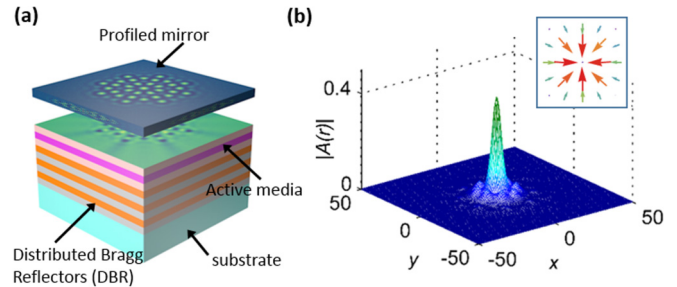 (a)
Profiled mirror
Active media
Distributed Bragg
Reflectors (DBR)
substrate
(b)
|A(r)|
0.4
0
50
0
-50
y
-50
0
50
x